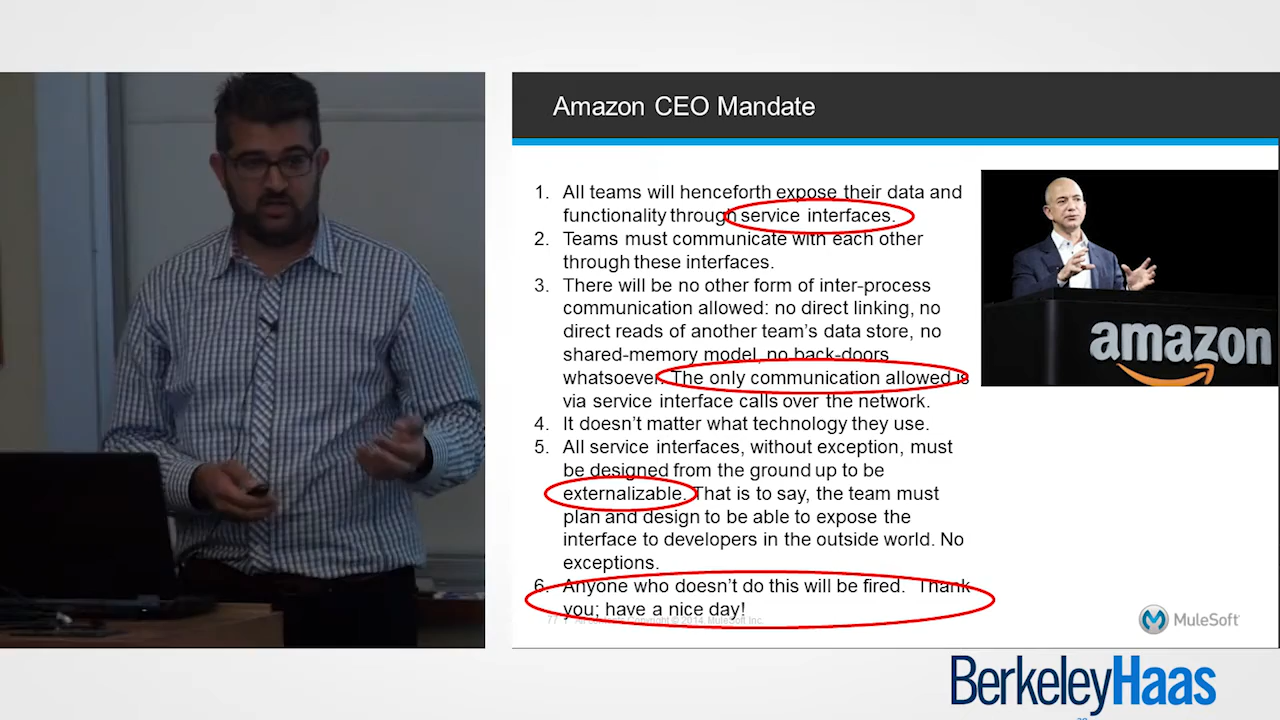 Amazon CEO Mandate
1. All teams will henceforth expose their data and
functionality through service interfaces.
2. Teams must communicate with each other
through these interfaces.
3. There will be no other form of inter-process
communication allowed: no direct linking, no
direct reads of another team's data store, no
shared-memory model, no back-doors
whatsoever. The only communication allowed is
via service interface calls over the network.
4. It doesn't matter what technology they use.
5. All service interfaces, without exception, must
be designed from the ground up to be
externalizable. That is to say, the team must
plan and design to be able to expose the
interface to developers in the outside world. No
exceptions.
6. Anyone who doesn't do this will be fired. Thank
you; have a nice day!
77 | All contents Copyright © 2014, MuleSoft Inc.
amazon
MuleSoft
BerkeleyHaas